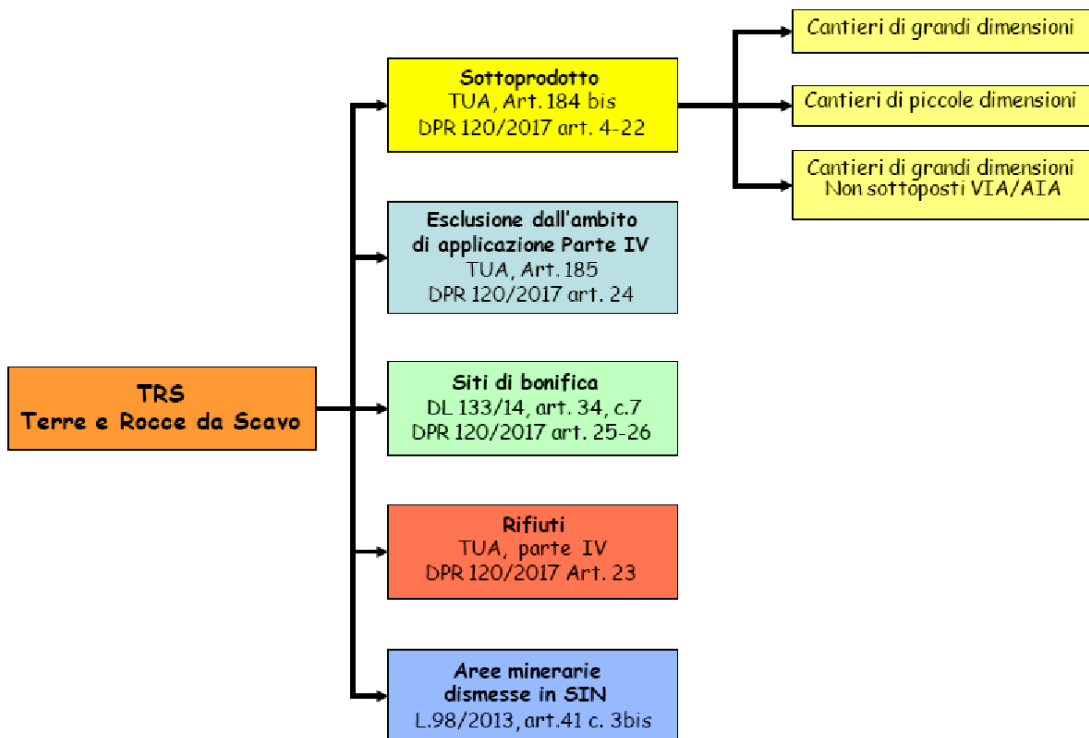 TRS
Terre e Rocce da Scavo
Sottoprodotto
TUA, Art. 184 bis
DPR 120/2017 art. 4-22
Cantieri di grandi dimensioni
Cantieri di piccole dimensioni
Cantieri di grandi dimensioni
Non sottoposti VIA/AIA
Esclusione dall'ambito
di applicazione Parte IV
TUA, Art. 185
DPR 120/2017 art. 24
Siti di bonifica
DL 133/14, art. 34, c.7
DPR 120/2017 art. 25-26
Rifiuti
TUA, parte IV
DPR 120/2017 Art. 23
Aree minerarie
dismesse in SIN
L.98/2013, art.41 c. 3bis